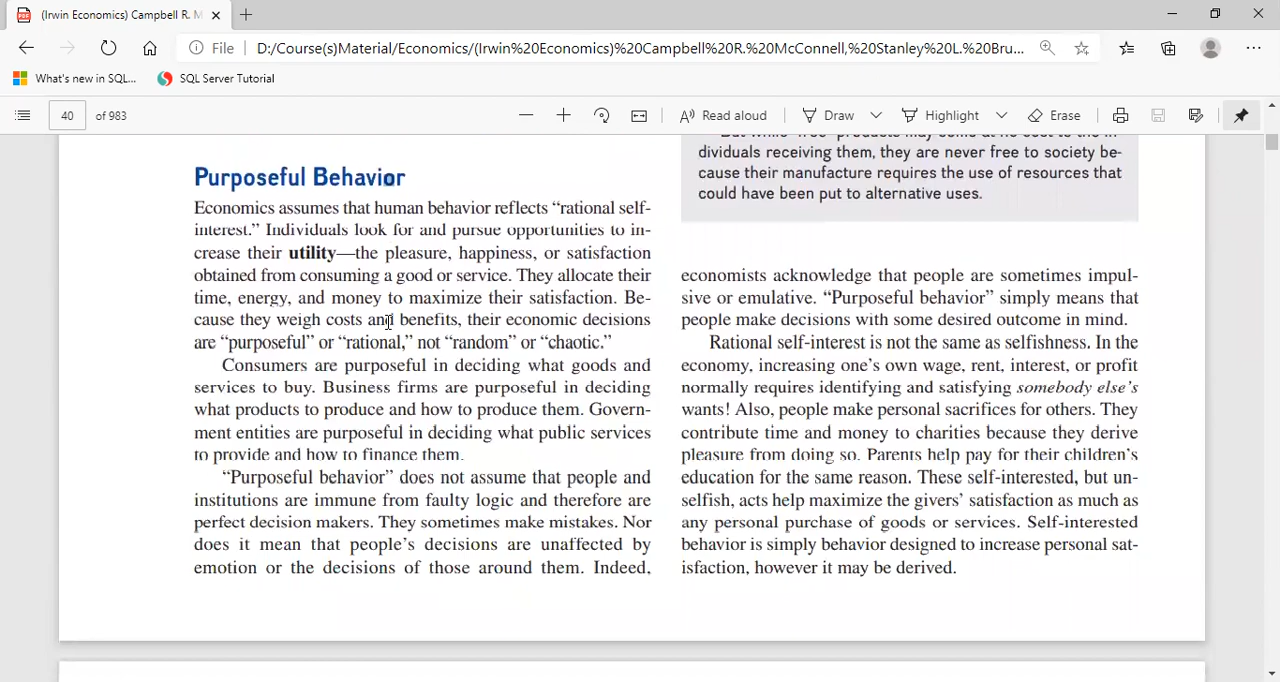 (Irwin Economics) Campbell R. M
File
D:/Course(s)Material/Economics/(Irwin%20Economics)%20Campbell%20R.%20McConnell,%20Stanley%20L.%20Bru...
What's new in SQL...
SQL Server Tutorial
40 of 983
Read aloud
Draw
Highlight
Erase
Purposeful Behavior
Economics assumes that human behavior reflects “rational self-
interest.” Individuals look for and pursue opportunities to in-
crease their utility—the pleasure, happiness, or satisfaction
obtained from consuming a good or service. They allocate their
time, energy, and money to maximize their satisfaction. Be-
cause they weigh costs and benefits, their economic decisions
are “purposeful” or “rational,” not “random” or “chaotic.”
Consumers are purposeful in deciding what goods and
services to buy. Business firms are purposeful in deciding
what products to produce and how to produce them. Govern-
ment entities are purposeful in deciding what public services
to provide and how to finance them.
“Purposeful behavior” does not assume that people and
institutions are immune from faulty logic and therefore are
perfect decision makers. They sometimes make mistakes. Nor
does it mean that people’s decisions are unaffected by
emotion or the decisions of those around them. Indeed,
But while “free” products may come at no cost to the in-
dividuals receiving them, they are never free to society be-
cause their manufacture requires the use of resources that
could have been put to alternative uses.
economists acknowledge that people are sometimes impul-
sive or emulative. “Purposeful behavior” simply means that
people make decisions with some desired outcome in mind.
Rational self-interest is not the same as selfishness. In the
economy, increasing one’s own wage, rent, interest, or profit
normally requires identifying and satisfying somebody else’s
wants! Also, people make personal sacrifices for others. They
contribute time and money to charities because they derive
pleasure from doing so. Parents help pay for their children’s
education for the same reason. These self-interested, but un-
selfish, acts help maximize the givers’ satisfaction as much as
any personal purchase of goods or services. Self-interested
behavior is simply behavior designed to increase personal sat-
isfaction, however it may be derived.